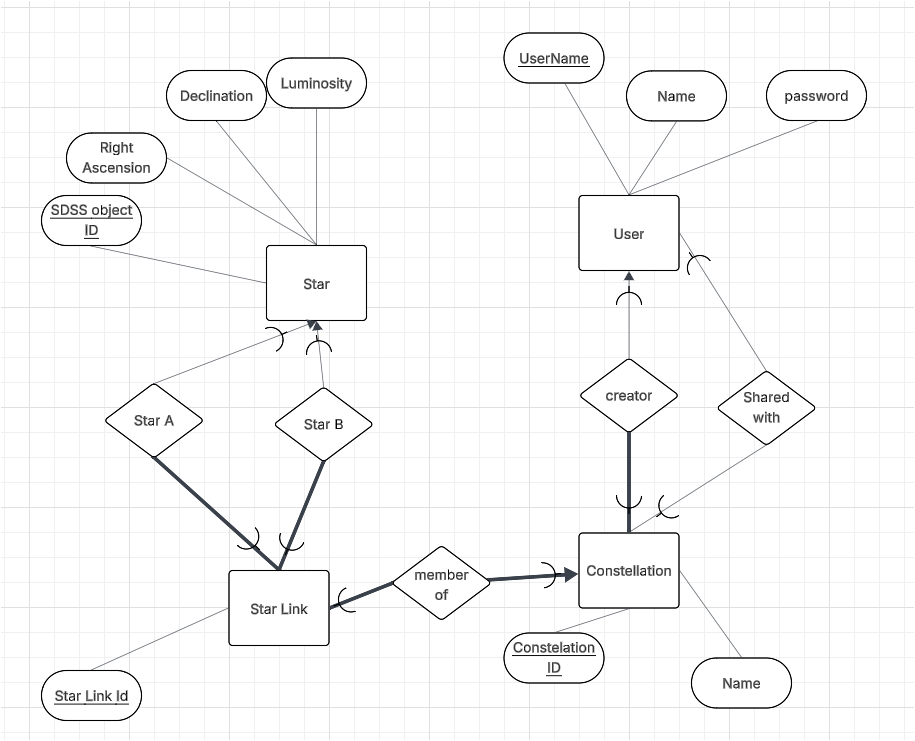 UserName
Luminosity
Declination
Name
password
Right
Ascension
SDSS object
ID
User
Star
creator
Shared
with
Star A
Star B
member
of
Constellation
Star Link
Constelation
ID
Name
Star Link Id